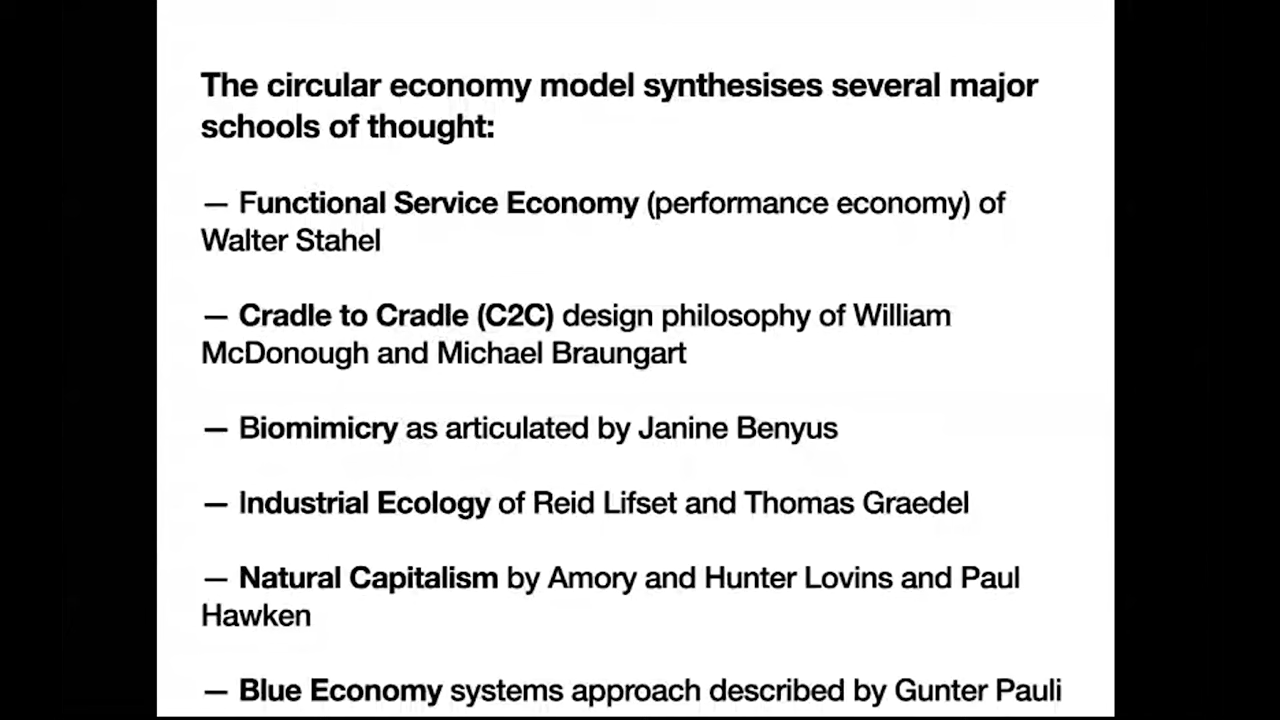 The circular economy model synthesises several major
schools of thought:
— Functional Service Economy (performance economy) of
Walter Stahel
— Cradle to Cradle (C2C) design philosophy of William
McDonough and Michael Braungart
— Biomimicry as articulated by Janine Benyus
— Industrial Ecology of Reid Lifset and Thomas Graedel
— Natural Capitalism by Amory and Hunter Lovins and Paul
Hawken
— Blue Economy systems approach described by Gunter Pauli